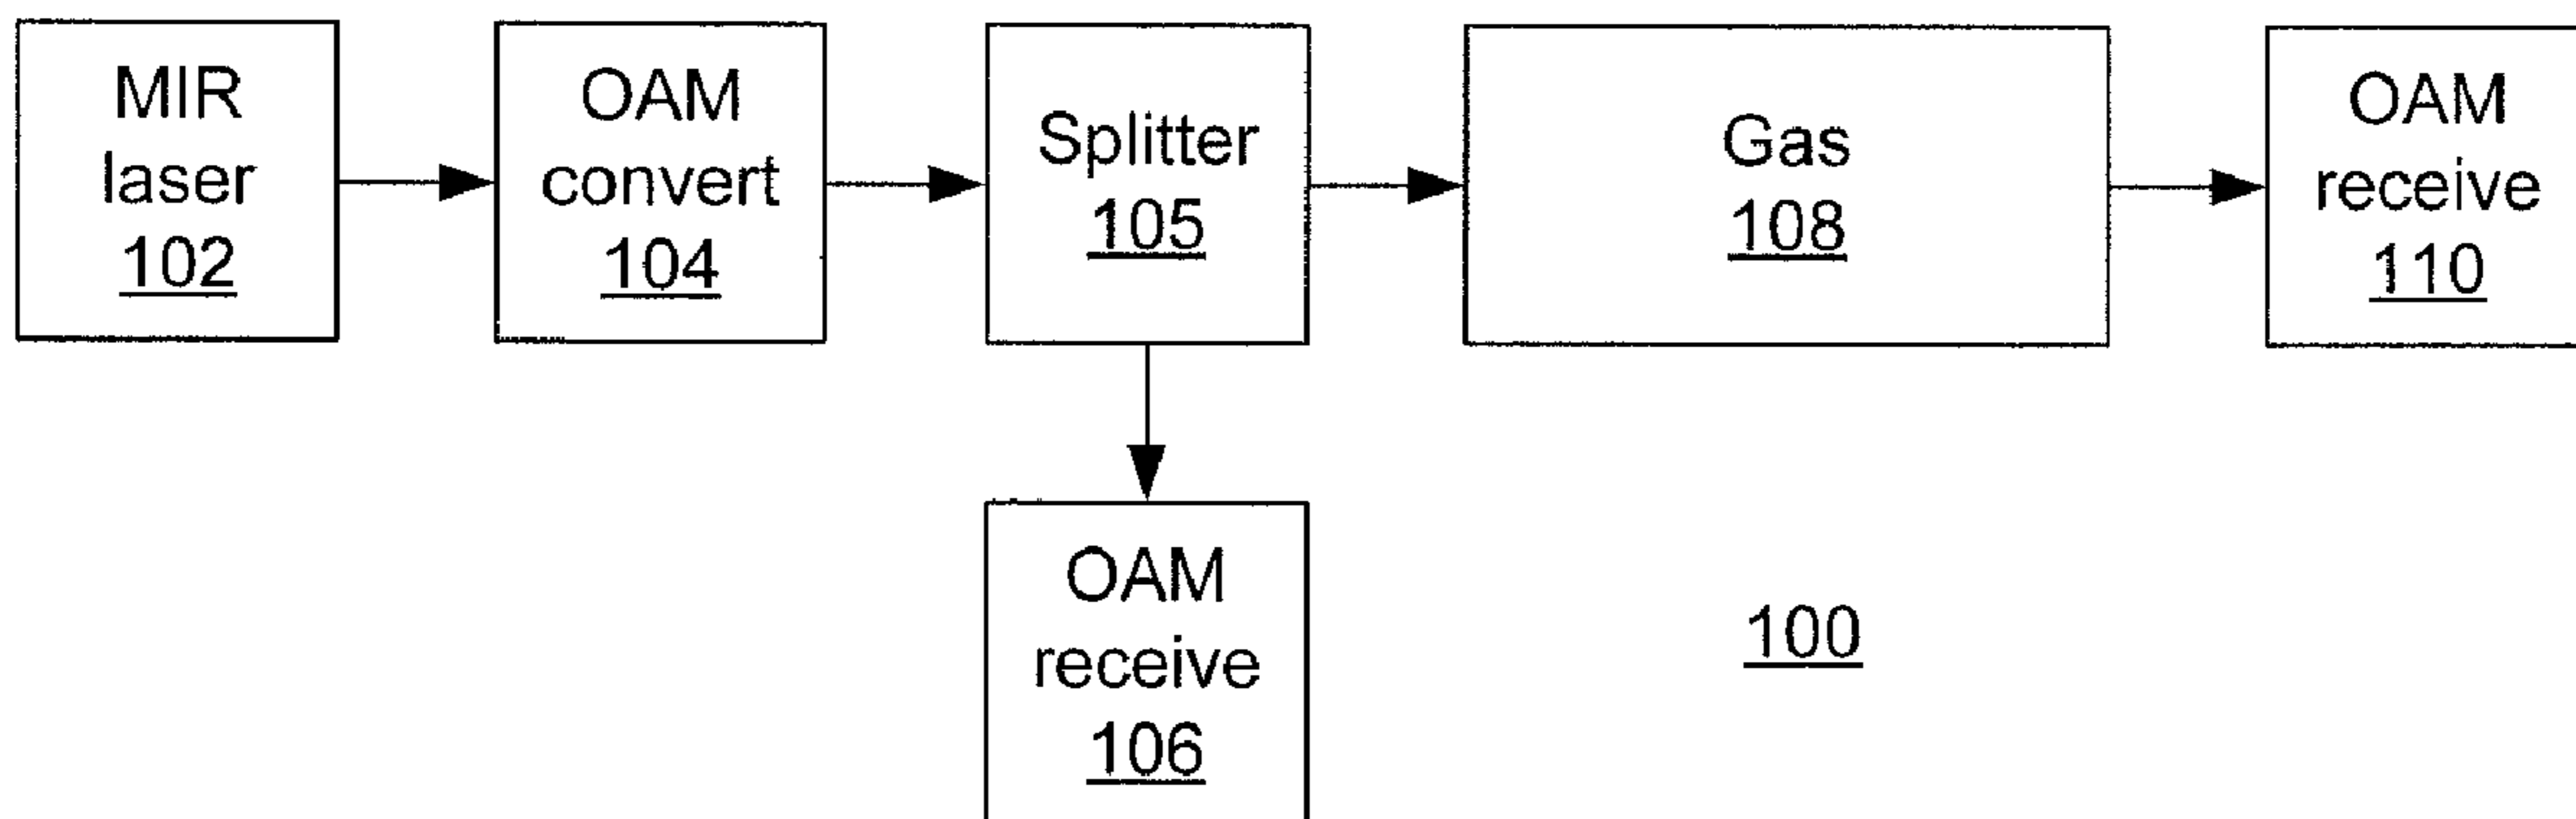 MIR
laser
102
OAM
convert
104
Splitter
105
Gas
108
OAM
receive
110
OAM
receive
106
100